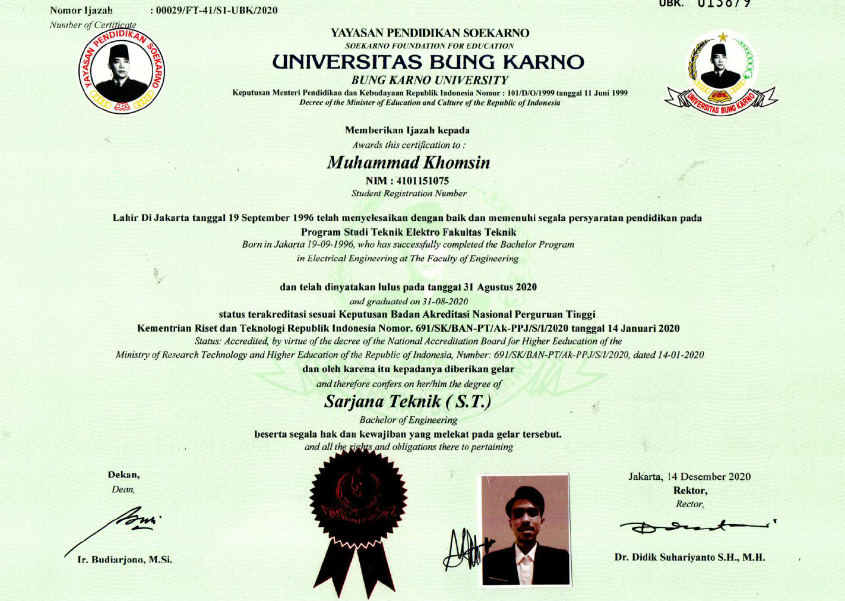 UBK. 013879
Nomor Ijazah : 00029/FT-41/S1-UBK/2020
Number of Certificate
YAYASAN PENDIDIKAN SOEKARNO
YAYASAN PENDIDIKAN SOEKARNO
SOEKARNO FOUNDATION FOR EDUCATION
UNIVERSITAS BUNG KARNO
BUNG KARNO UNIVERSITY
Keputusan Menteri Pendidikan dan Kebudayaan Republik Indonesia Nomor : 101/D/O/1999 tanggal 11 Juni 1999
Decree of the Minister of Education and Culture of the Republic of Indonesia
UNIVERSITAS BUNG KARNO
Memberikan Ijazah kepada
Awards this certification to :
Muhammad Khomsin
NIM : 4101151075
Student Registration Number
Lahir Di Jakarta tanggal 19 September 1996 telah menyelesaikan dengan baik dan memenuhi segala persyaratan pendidikan pada
Program Studi Teknik Elektro Fakultas Teknik
Born in Jakarta 19-09-1996, who has successfully completed the Bachelor Program
in Electrical Engineering at The Faculty of Engineering
dan telah dinyatakan lulus pada tanggal 31 Agustus 2020
and graduated on 31-08-2020
status terakreditasi sesuai Keputusan Badan Akreditasi Nasional Perguruan Tinggi
Kementrian Riset dan Teknologi Republik Indonesia Nomor. 691/SK/BAN-PT/Ak-PPJ/S/I/2020 tanggal 14 Januari 2020
Status: Accredited, by virtue of the decree of the National Accreditation Board for Higher Eeducation of the
Ministry of Research Technology and Higher Education of the Republic of Indonesia, Number: 691/SK/BAN-PT/Ak-PPJ/S/I/2020, dated 14-01-2020
dan oleh karena itu kepadanya diberikan gelar
and therefore confers on her/him the degree of
Sarjana Teknik ( S.T.)
Bachelor of Engineering
beserta segala hak dan kewajiban yang melekat pada gelar tersebut.
and all the rights and obligations there to pertaining
Dekan,
Dean,
Ir. Budiarjono, M.Si.
Jakarta, 14 Desember 2020
Rektor,
Rector,
Dr. Didik Suhariyanto S.H., M.H.